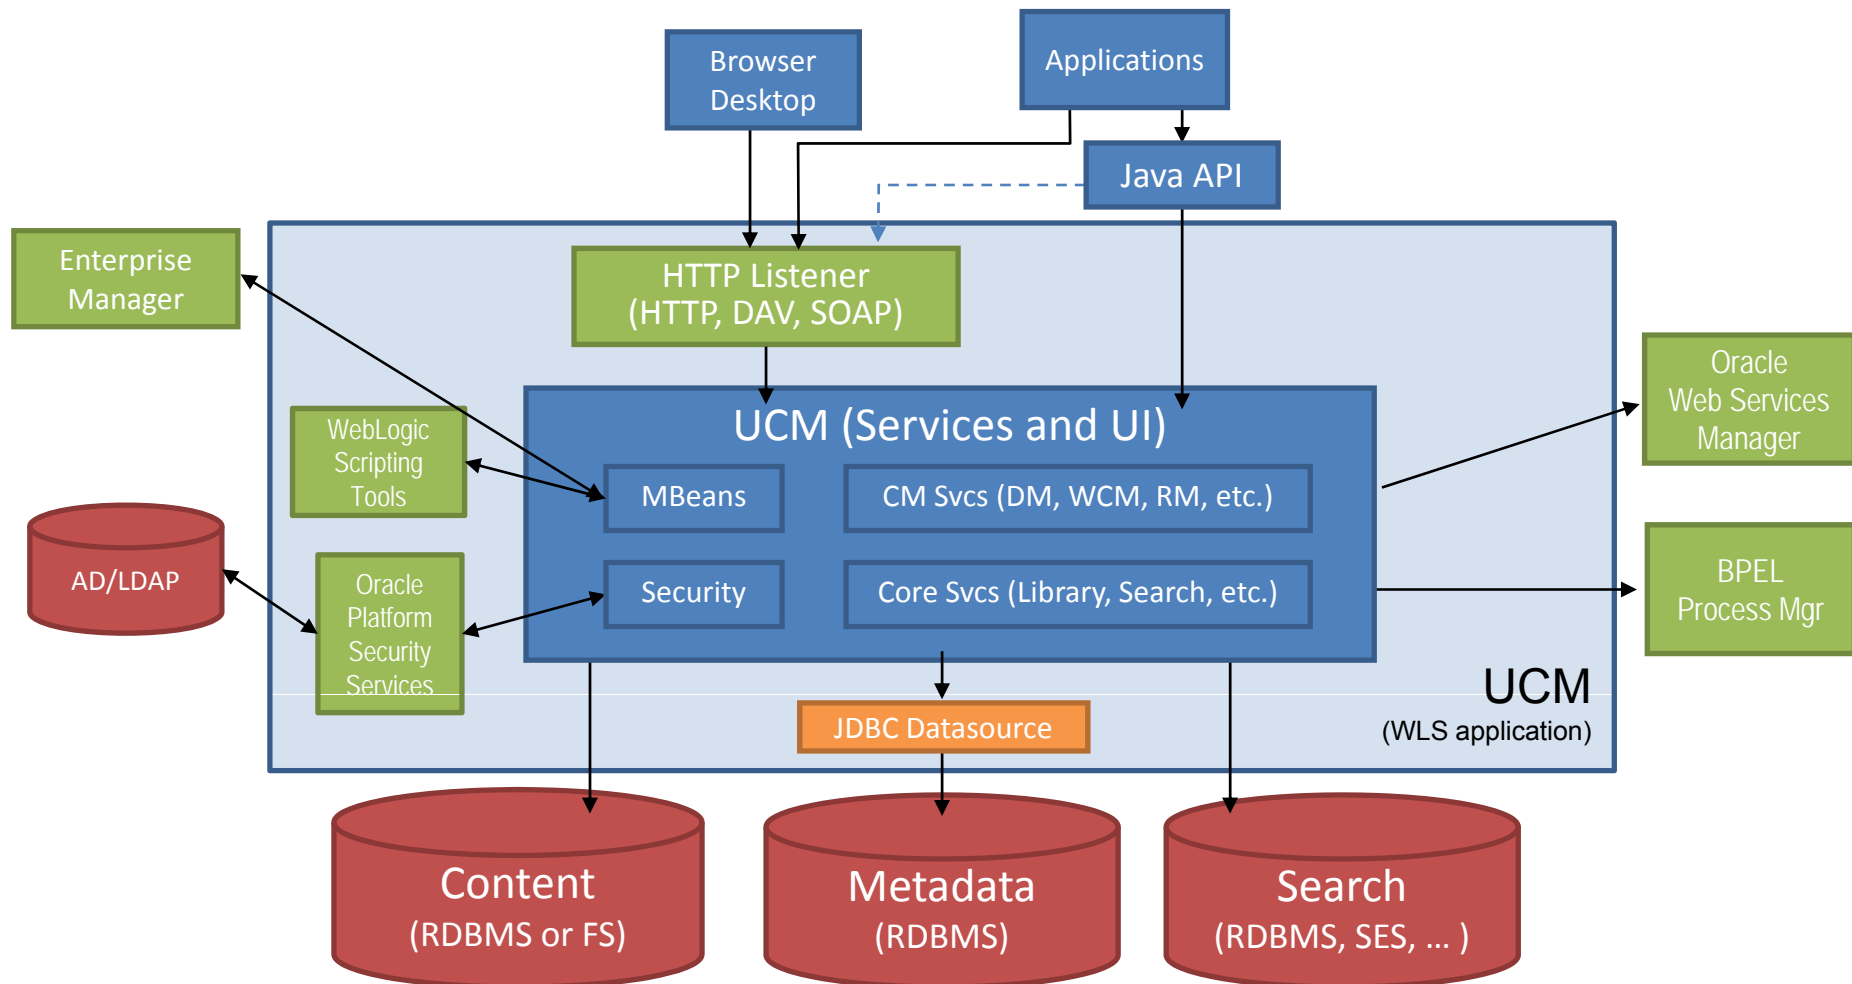 Browser
Desktop
Applications
Java API
Enterprise
Manager
HTTP Listener
(HTTP, DAV, SOAP)
Oracle
Web Services
Manager
UCM (Services and UI)
WebLogic
Scripting
Tools
MBeans
CM Svcs (DM, WCM, RM, etc.)
AD/LDAP
Oracle
Platform
Security
Services
Security
Core Svcs (Library, Search, etc.)
BPEL
Process Mgr
UCM
(WLS application)
JDBC Datasource
Content
(RDBMS or FS)
Metadata
(RDBMS)
Search
(RDBMS, SES, ... )